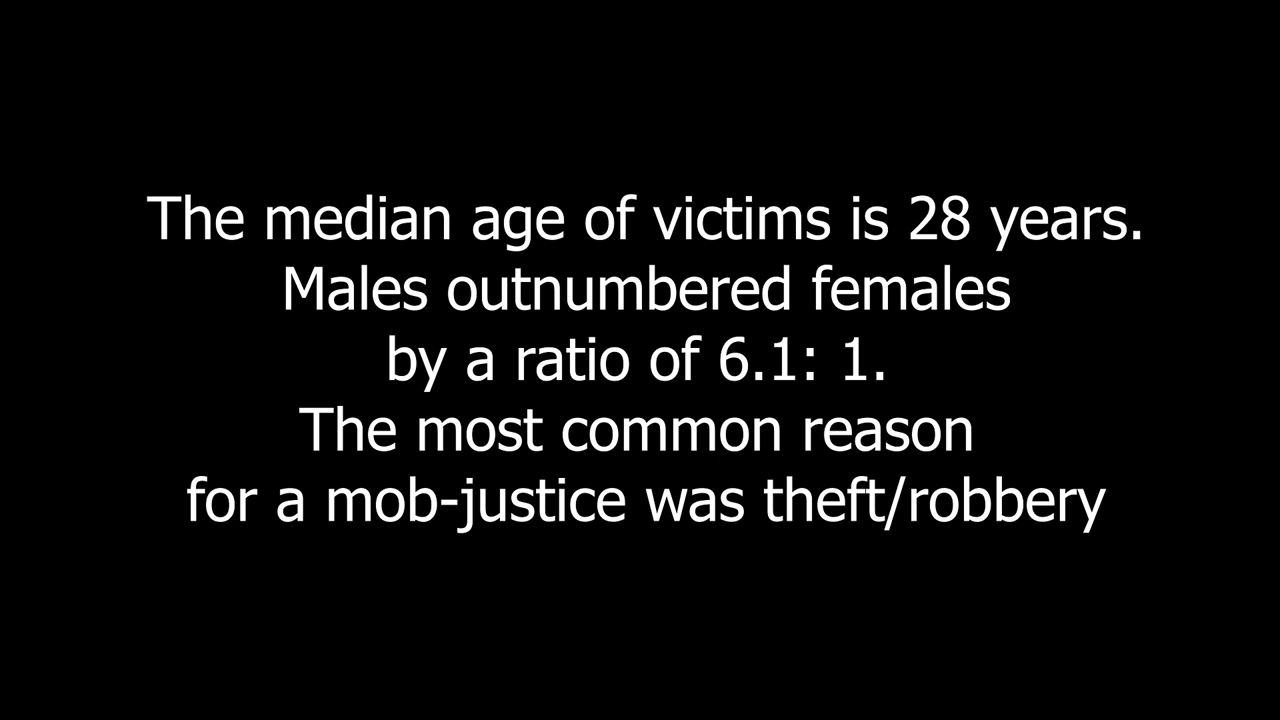 The median age of victims is 28 years.
Males outnumbered females
by a ratio of 6.1: 1.
The most common reason
for a mob-justice was theft/robbery